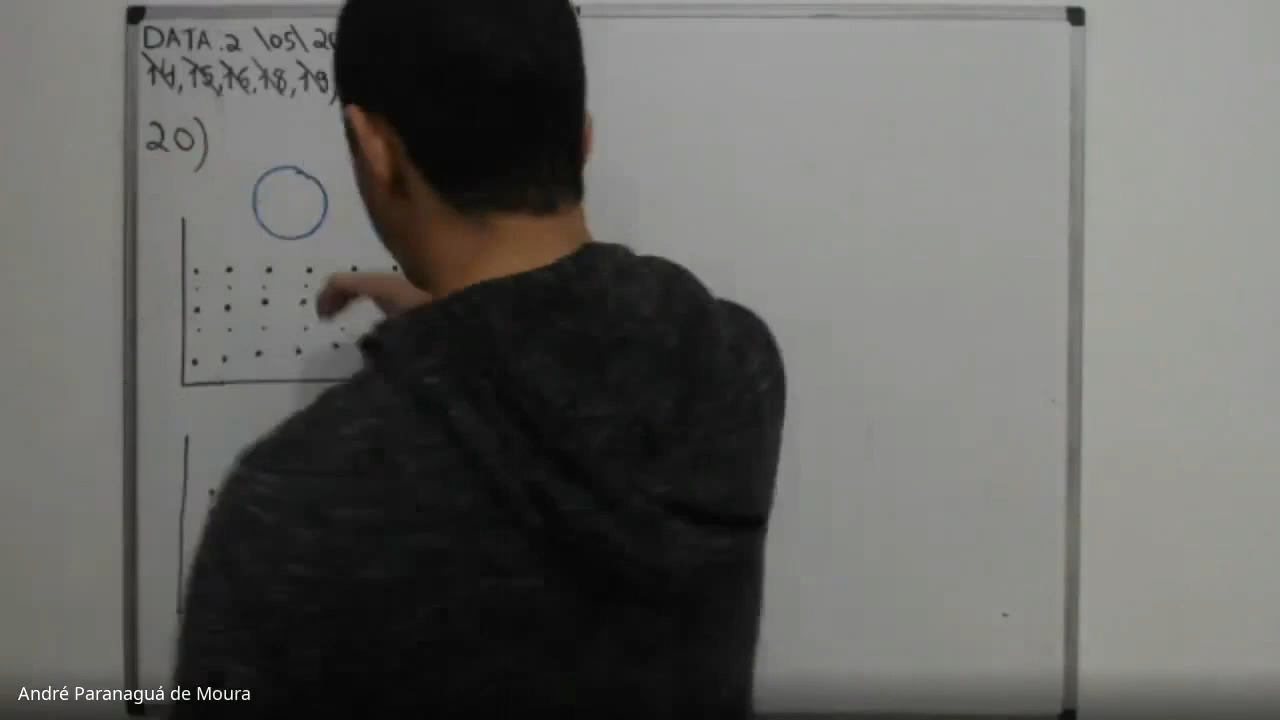 DATA.2 \05\20
14, 15, 16, 18, 19,
20)
André Paranaguá de Moura